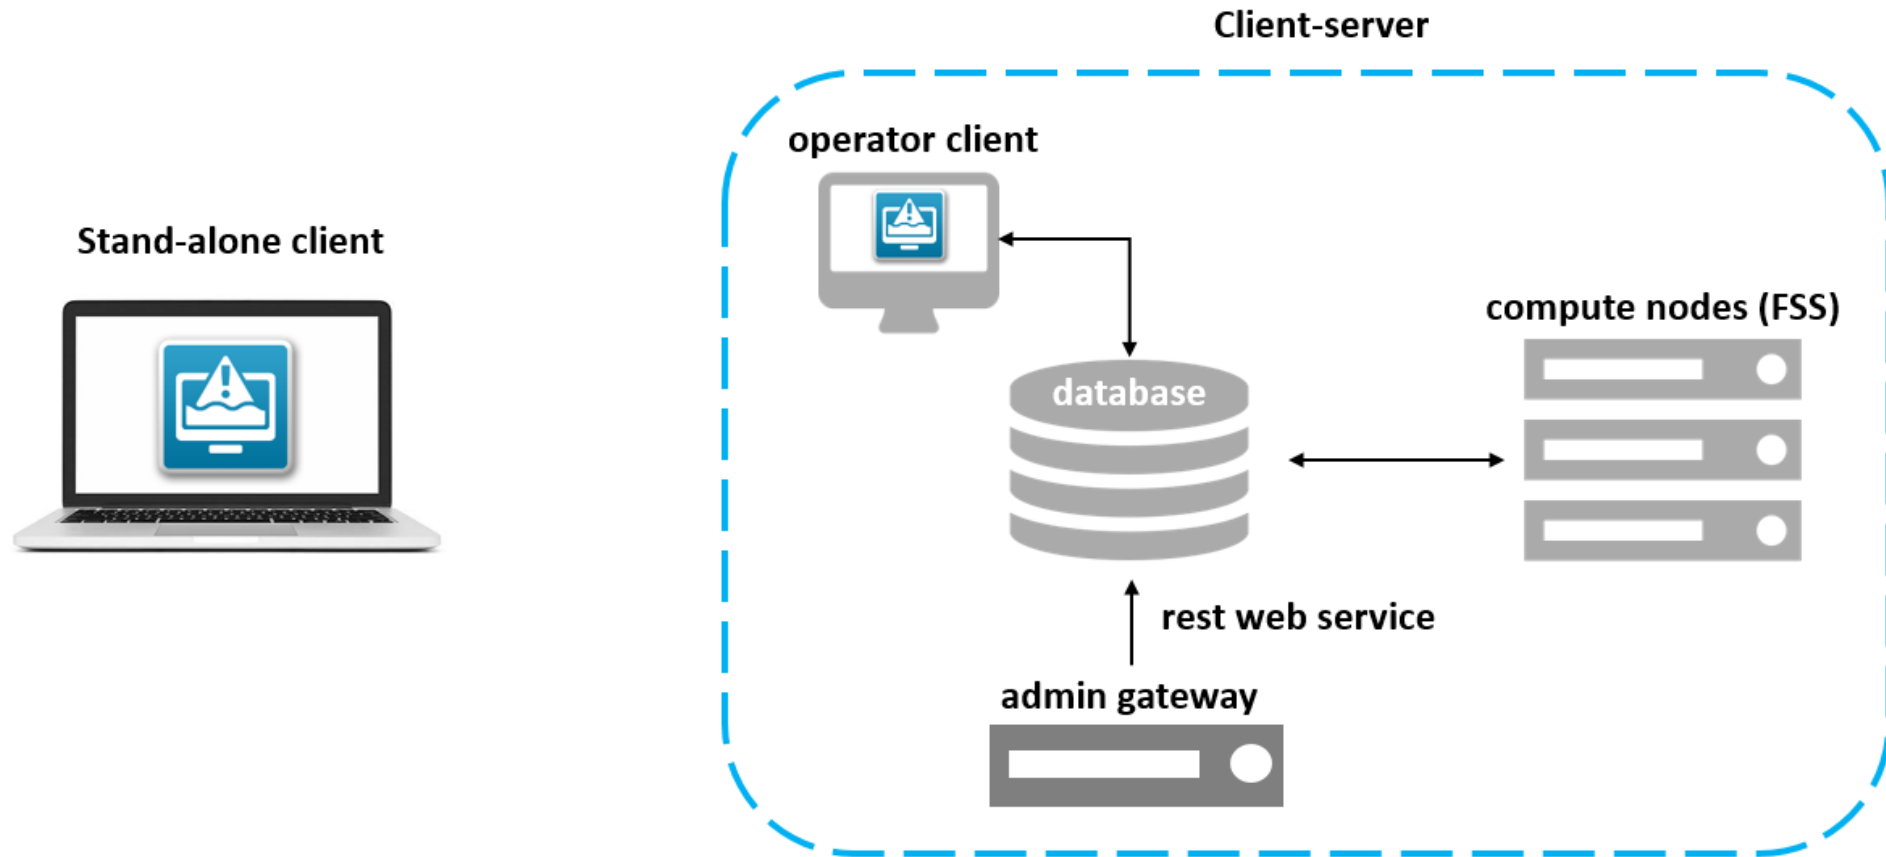 Client-server
operator client
Stand-alone client
compute nodes (FSS)
database
rest web service
admin gateway